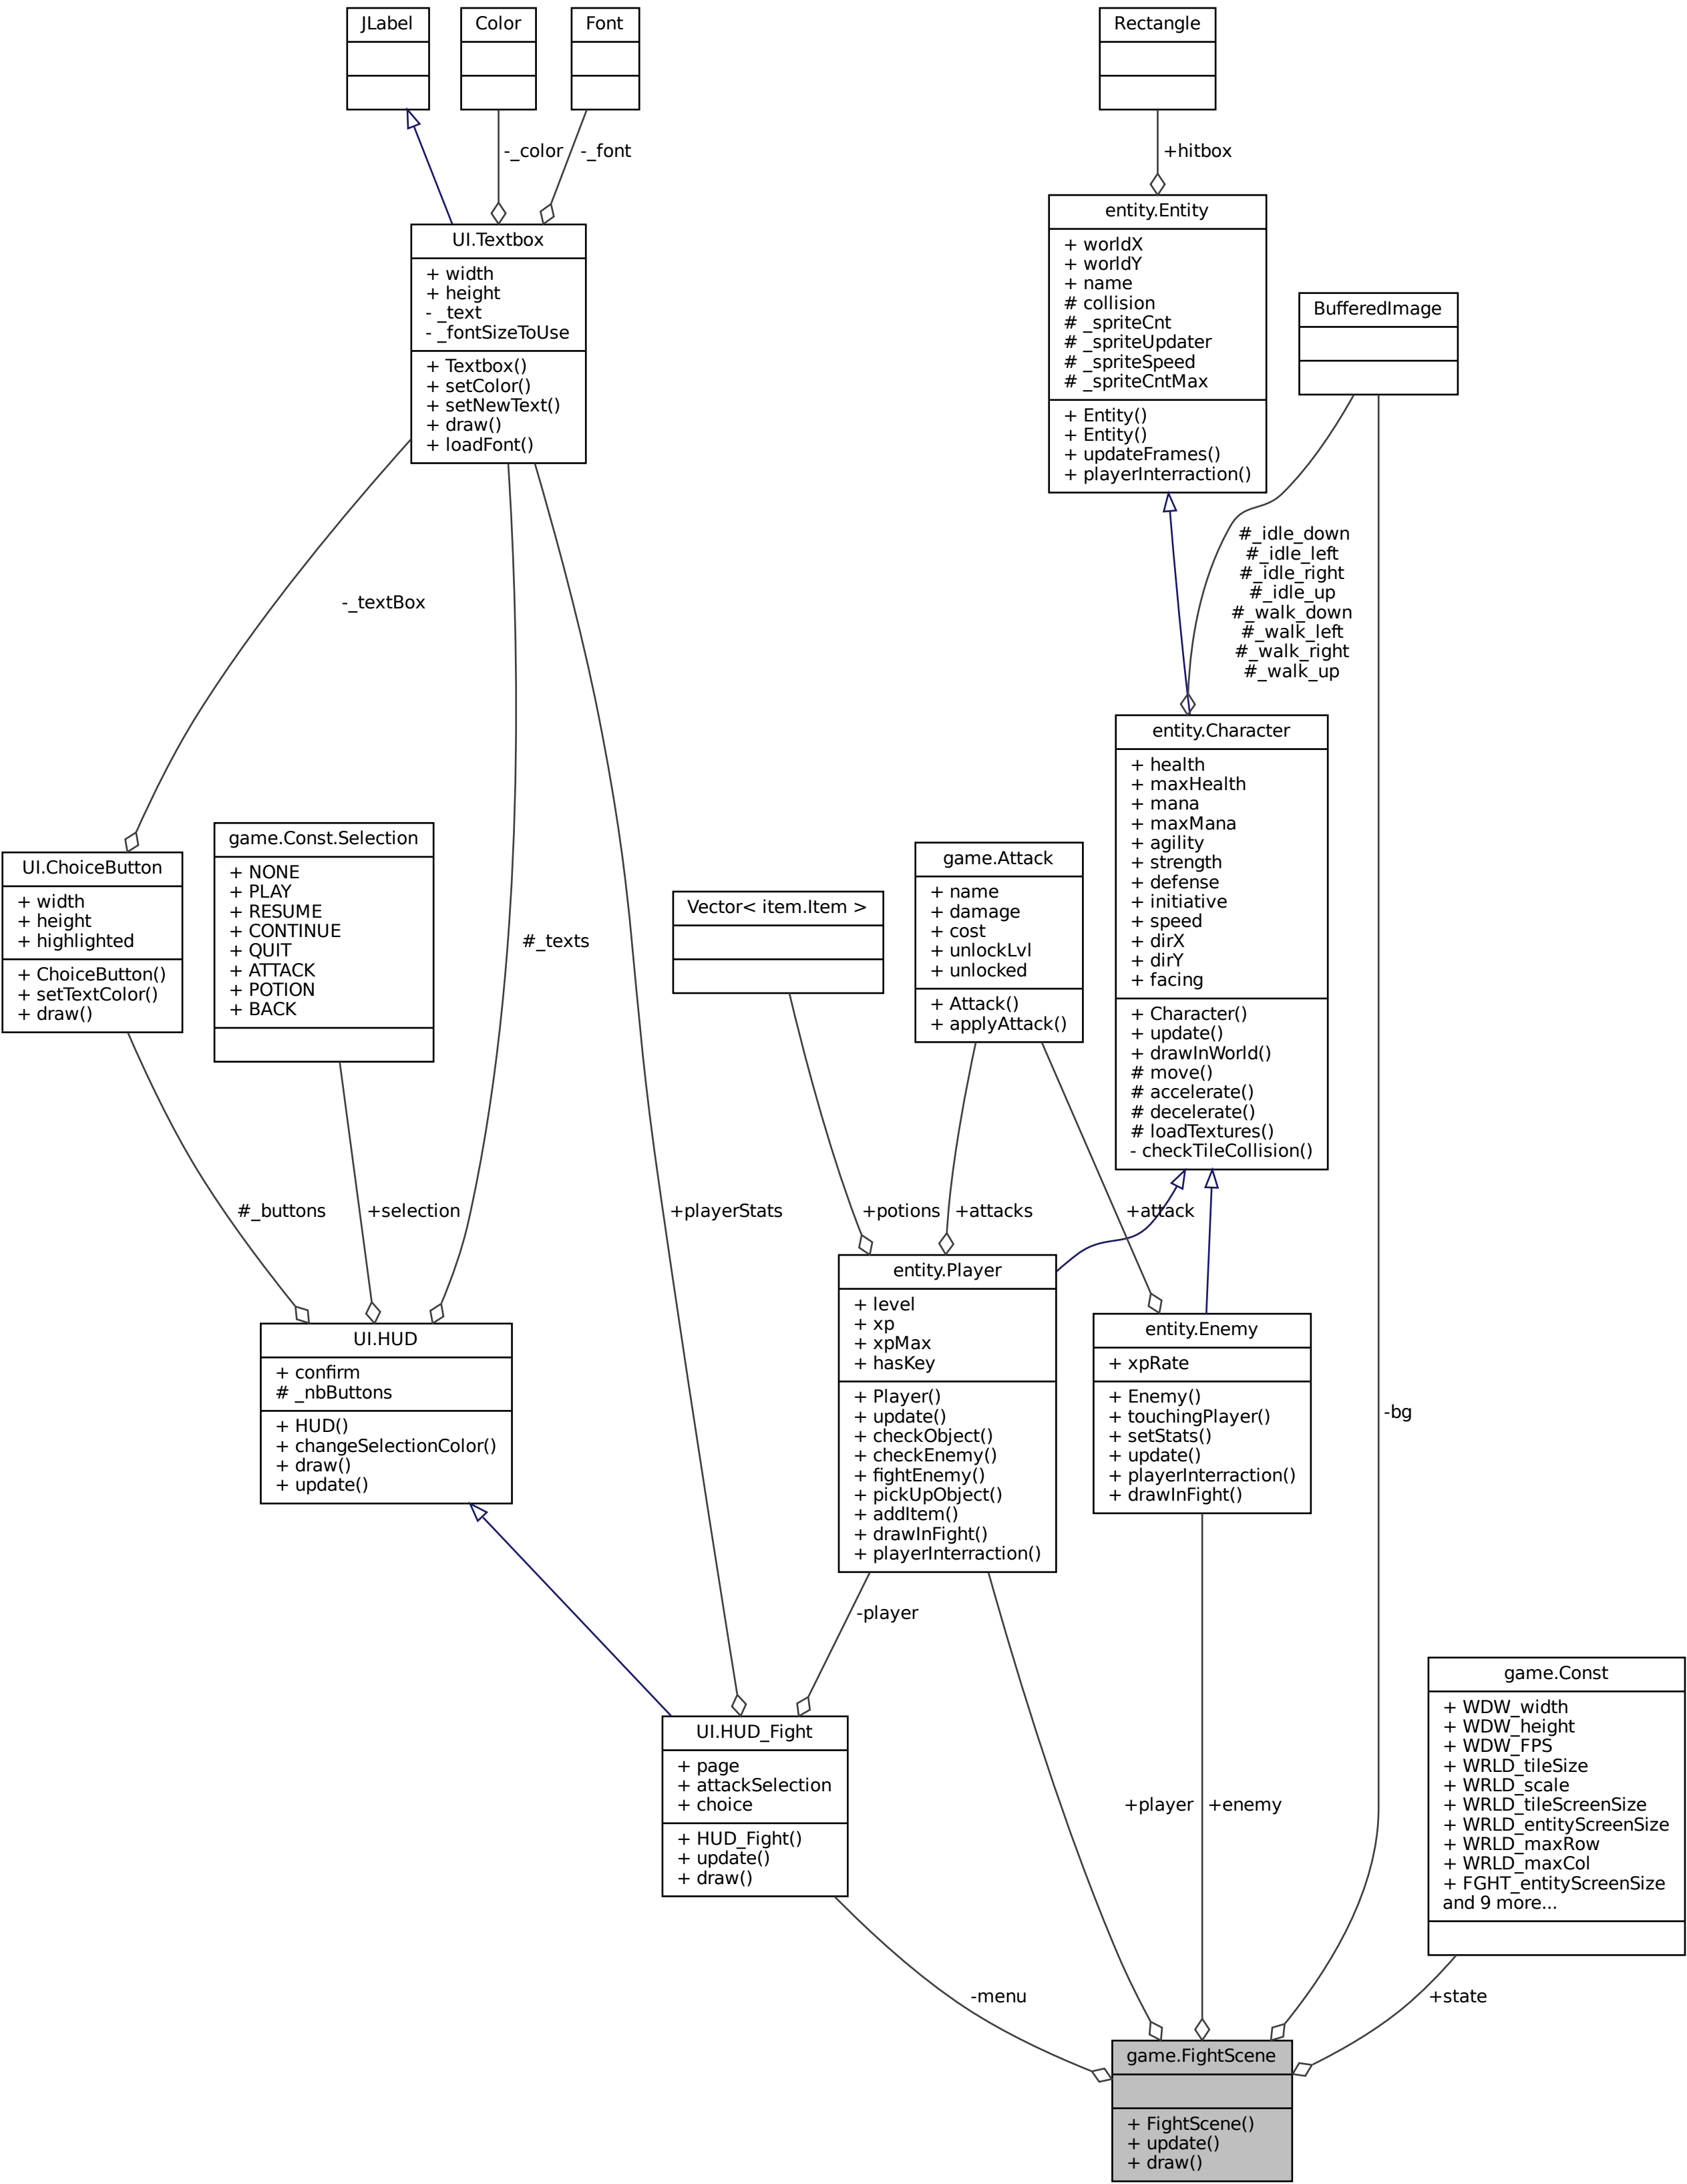 JLabel
Color
Font
Rectangle
-_color
-_font
+hitbox
UI.Textbox
+ width
+ height
- _text
- _fontSizeToUse
+ Textbox()
+ setColor()
+ setNewText()
+ draw()
+ loadFont()
entity.Entity
+ worldX
+ worldY
+ name
# collision
# _spriteCnt
# _spriteUpdater
# _spriteSpeed
# _spriteCntMax
+ Entity()
+ Entity()
+ updateFrames()
+ playerInterraction()
BufferedImage
#_idle_down
#_idle_left
#_idle_right
#_idle_up
#_walk_down
#_walk_left
#_walk_right
#_walk_up
-_textBox
entity.Character
+ health
+ maxHealth
+ mana
+ maxMana
+ agility
+ strength
+ defense
+ initiative
+ speed
+ dirX
+ dirY
+ facing
+ Character()
+ update()
+ drawInWorld()
# move()
# accelerate()
# decelerate()
# loadTextures()
- checkTileCollision()
UI.ChoiceButton
+ width
+ height
+ highlighted
+ ChoiceButton()
+ setTextColor()
+ draw()
game.Const.Selection
+ NONE
+ PLAY
+ RESUME
+ CONTINUE
+ QUIT
+ ATTACK
+ POTION
+ BACK
#_texts
Vector< item.Item >
game.Attack
+ name
+ damage
+ cost
+ unlockLvl
+ unlocked
+ Attack()
+ applyAttack()
#_buttons
+selection
+playerStats
+potions
+attacks
+attack
UI.HUD
+ confirm
# _nbButtons
+ HUD()
+ changeSelectionColor()
+ draw()
+ update()
entity.Player
+ level
+ xp
+ xpMax
+ hasKey
+ Player()
+ update()
+ checkObject()
+ checkEnemy()
+ fightEnemy()
+ pickUpObject()
+ addItem()
+ drawInFight()
+ playerInterraction()
entity.Enemy
+ xpRate
+ Enemy()
+ touchingPlayer()
+ setStats()
+ update()
+ playerInterraction()
+ drawInFight()
-bg
-player
UI.HUD_Fight
+ page
+ attackSelection
+ choice
+ HUD_Fight()
+ update()
+ draw()
+player
+enemy
game.Const
+ WDW_width
+ WDW_height
+ WDW_FPS
+ WRLD_tileSize
+ WRLD_scale
+ WRLD_tileScreenSize
+ WRLD_entityScreenSize
+ WRLD_maxRow
+ WRLD_maxCol
+ FGHT_entityScreenSize
and 9 more...
-menu
+state
game.FightScene
+ FightScene()
+ update()
+ draw()